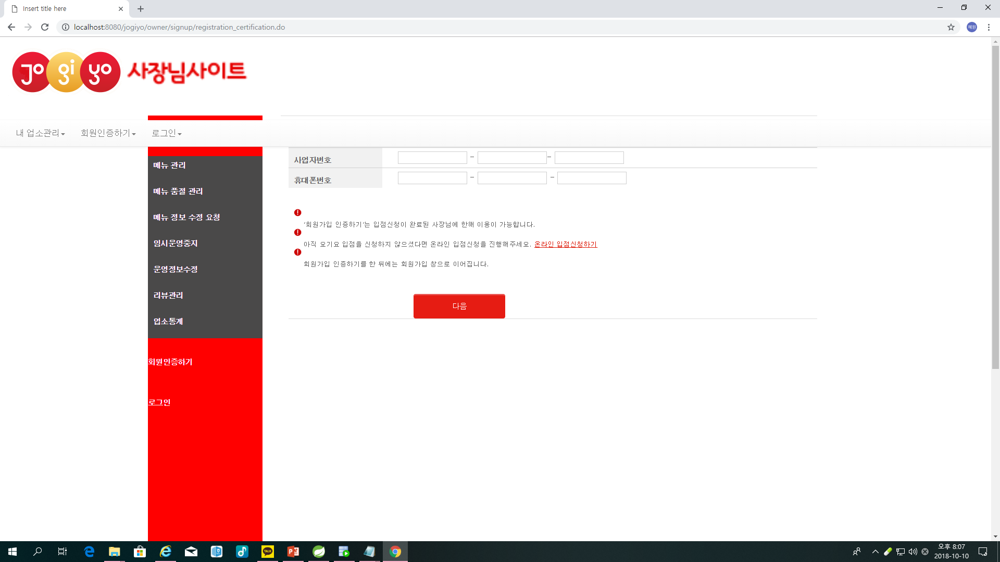 Insert title here
localhost:8080/jogiyo/owner/signup/registration_certification.do
혜원
jo gi yo 사장님사이트
내 업소관리 회원인증하기 로그인
메뉴 관리
메뉴 품절 관리
메뉴 정보 수정 요청
임시운영중지
운영정보수정
리뷰관리
업소통계
회원인증하기
로그인
사업자번호 - -
휴대폰번호 - -
‘회원가입 인증하기’는 입점신청이 완료된 사장님에 한해 이용이 가능합니다.
아직 요기요 입점을 신청하지 않으셨다면 온라인 입점신청을 진행해주세요. 온라인 입점신청하기
회원가입 인증하기를 한 뒤에는 회원가입 창으로 이어집니다.
다음
TALK
오후 8:07
2018-10-10